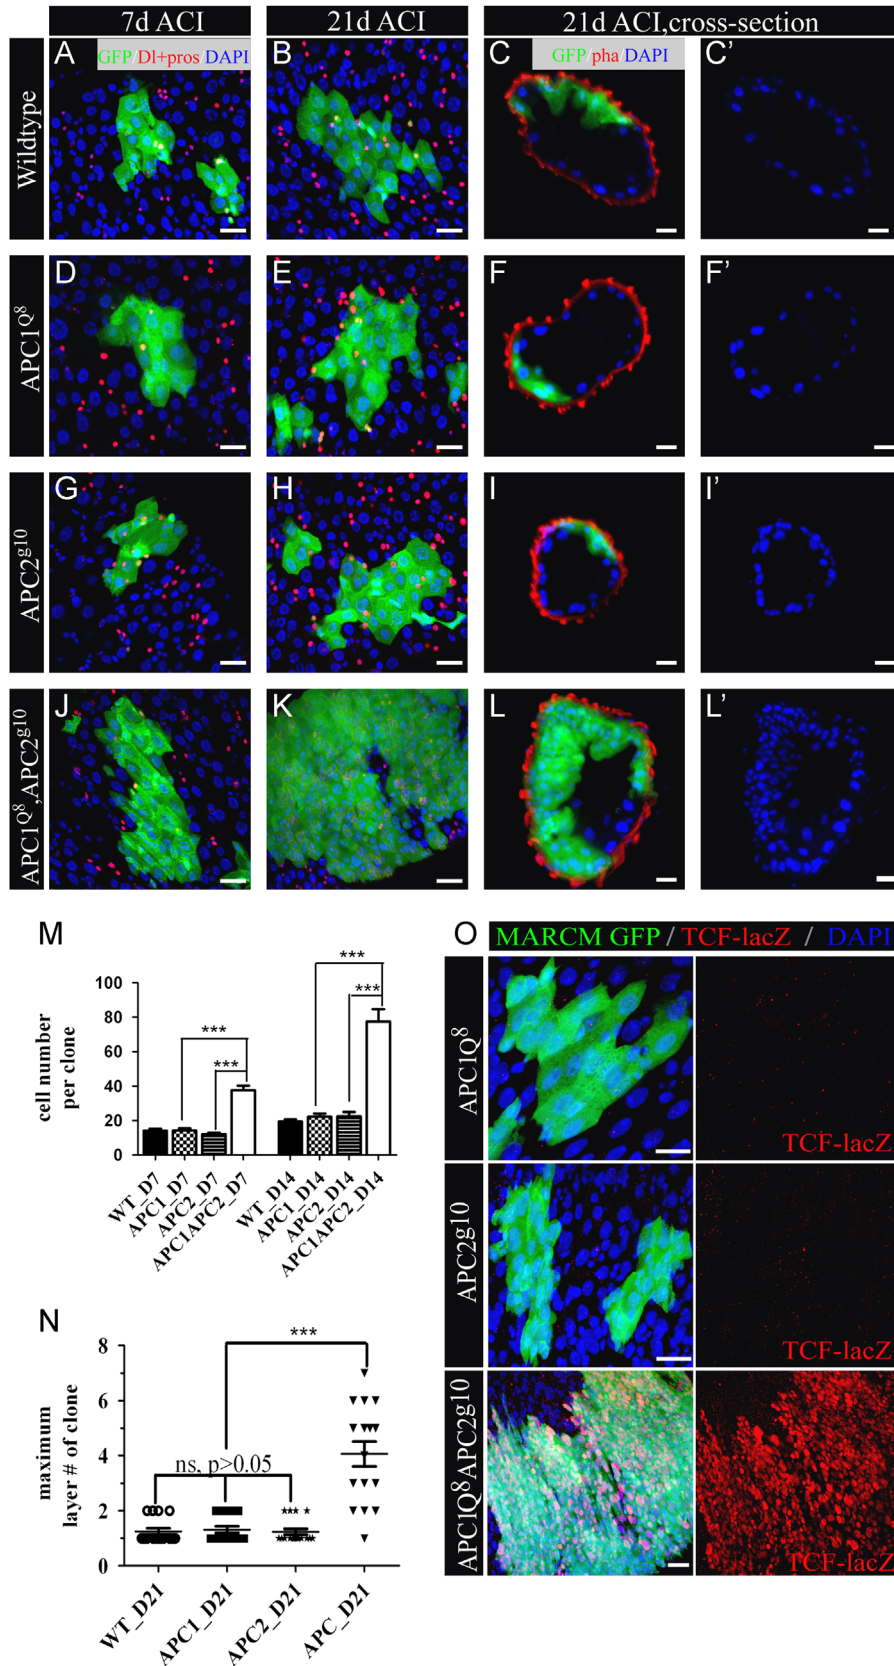 7d ACI
21d ACI
21d ACI,cross-section
Wildtype
A
GFP/Dl+pros/DAPI
B
C
GFP/pha/DAPI
C'
APC1Q8
D
E
F
F'
APC2g10
G
H
I
I'
APC1Q8,APC2g10
J
K
L
L'
M
cell number
per clone
100
80
60
40
20
0
***
***
***
***
WT_D7
APC1_D7
APC2_D7
APC1APC2_D7
WT_D14
APC1_D14
APC2_D14
APC1APC2_D14
N
maximum
layer # of clone
8
6
4
2
0
***
ns, p>0.05
WT_D21
APC1_D21
APC2_D21
APC_D21
O
MARCM GFP / TCF-lacZ / DAPI
APC1Q8
TCF-lacZ
APC2g10
TCF-lacZ
APC1Q8APC2g10
TCF-lacZ